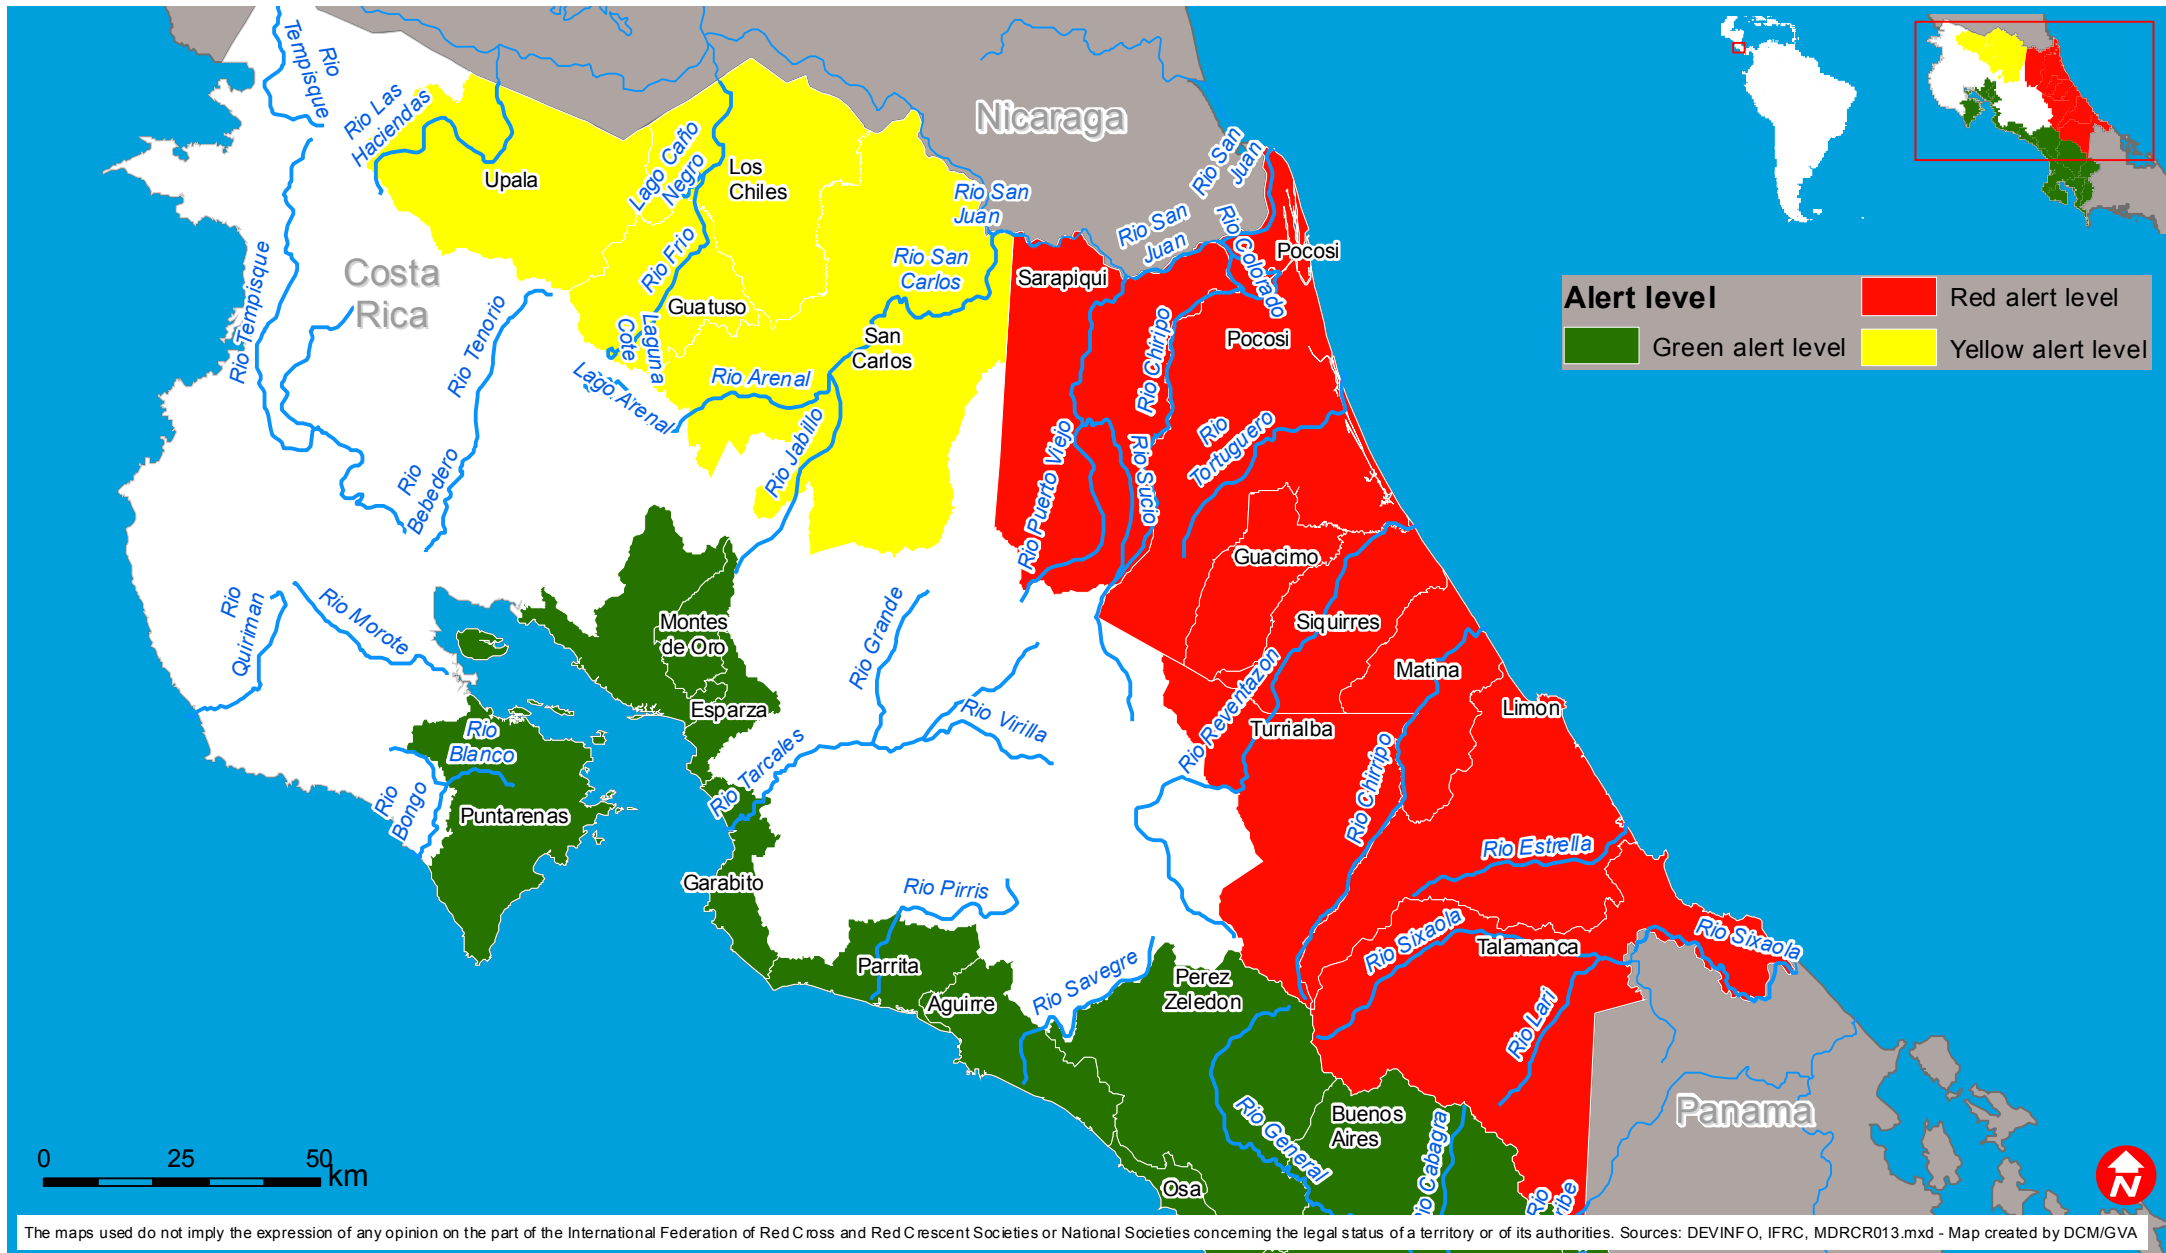 Rio
Tempisque
Rio Las
Haciendas
Nicaraga
Upala
Lago Caño
Negro
Los
Chiles
Rio San
Juan
Rio San
Juan
Rio San
Juan
Rio Colorado
Pocosi
Sarapiqui
Rio San
Carlos
Rio Frio
Costa
Rica
Rio Tempisque
Rio Tenorio
Guatuso
Laguna
Cote
San
Carlos
Pocosi
Rio Chiripo
Alert level
Red alert level
Green alert level
Yellow alert level
Lago Arenal
Rio Arenal
Rio Jabillo
Rio
Bebedero
Rio Puerto Viejo
Rio Sucio
Rio
Tortuguero
Guacimo
Rio
Quiriman
Rio Morote
Montes
de Oro
Rio Grande
Siquirres
Matina
Esparza
Rio Virilla
Rio Reventazon
Turrialba
Limon
Rio
Blanco
Rio Tarcales
Rio
Bongo
Puntarenas
Rio Chirripo
Rio Estrella
Garabito
Rio Pirris
Parrita
Aguirre
Rio Savegre
Perez
Zeledon
Rio Sixaola
Talamanca
Rio Sixaola
Rio Lari
Buenos
Aires
Panama
Rio General
Rio Cabagra
Osa
Rio
ribe
0 25 50
km
N
The maps used do not imply the expression of any opinion on the part of the International Federation of Red Cross and Red Crescent Societies or National Societies concerning the legal status of a territory or of its authorities. Sources: DEVINFO, IFRC, MDRCR013.mxd - Map created by DCM/GVA